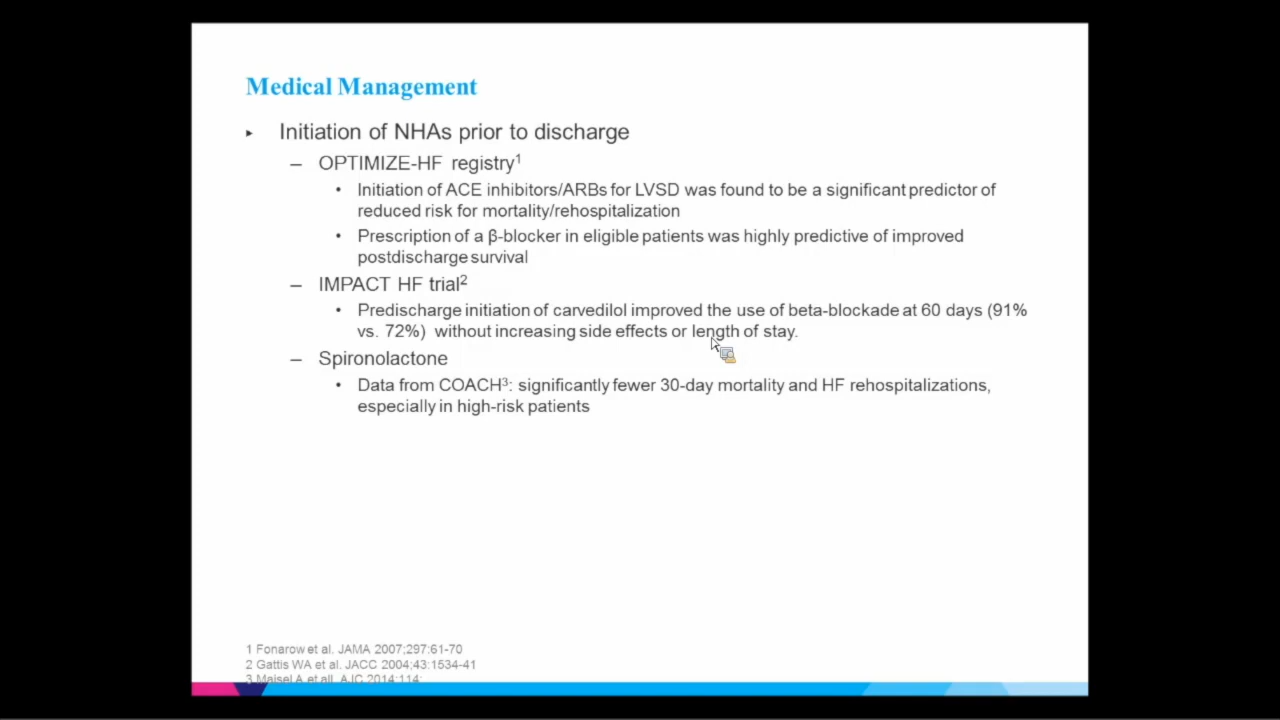 Medical Management
▸ Initiation of NHAs prior to discharge
– OPTIMIZE-HF registry1
• Initiation of ACE inhibitors/ARBs for LVSD was found to be a significant predictor of
reduced risk for mortality/rehospitalization
• Prescription of a β-blocker in eligible patients was highly predictive of improved
postdischarge survival
– IMPACT HF trial2
• Predischarge initiation of carvedilol improved the use of beta-blockade at 60 days (91%
vs. 72%) without increasing side effects or length of stay.
– Spironolactone
• Data from COACH3: significantly fewer 30-day mortality and HF rehospitalizations,
especially in high-risk patients
1 Fonarow et al. JAMA 2007;297:61-70
2 Gattis WA et al. JACC 2004;43:1534-41
3 Maisel A et all. AJC 2014;114: